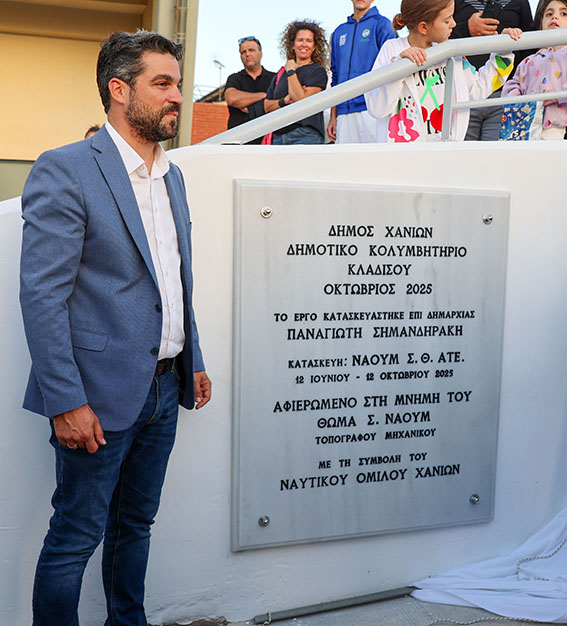 ΔΗΜΟΣ ΧΑΝΙΩΝ
ΔΗΜΟΤΙΚΟ ΚΟΛΥΜΒΗΤΗΡΙΟ
ΚΛΑΔΙΣΟΥ
ΟΚΤΩΒΡΙΟΣ 2025
ΤΟ ΕΡΓΟ ΚΑΤΑΣΚΕΥΑΣΤΗΚΕ ΕΠΙ ΔΗΜΑΡΧΙΑΣ
ΠΑΝΑΓΙΩΤΗ ΣΗΜΑΝΔΗΡΑΚΗ
ΚΑΤΑΣΚΕΥΗ: ΝΑΟΥΜ Σ. Θ. ΑΤΕ.
12 ΙΟΥΝΙΟΥ - 12 ΟΚΤΩΒΡΙΟΥ 2025
ΑΦΙΕΡΩΜΕΝΟ ΣΤΗ ΜΝΗΜΗ ΤΟΥ
ΘΩΜΑ Σ. ΝΑΟΥΜ
ΤΟΠΟΓΡΑΦΟΥ ΜΗΧΑΝΙΚΟΥ
ΜΕ ΤΗ ΣΥΜΒΟΛΗ ΤΟΥ
ΝΑΥΤΙΚΟΥ ΟΜΙΛΟΥ ΧΑΝΙΩΝ